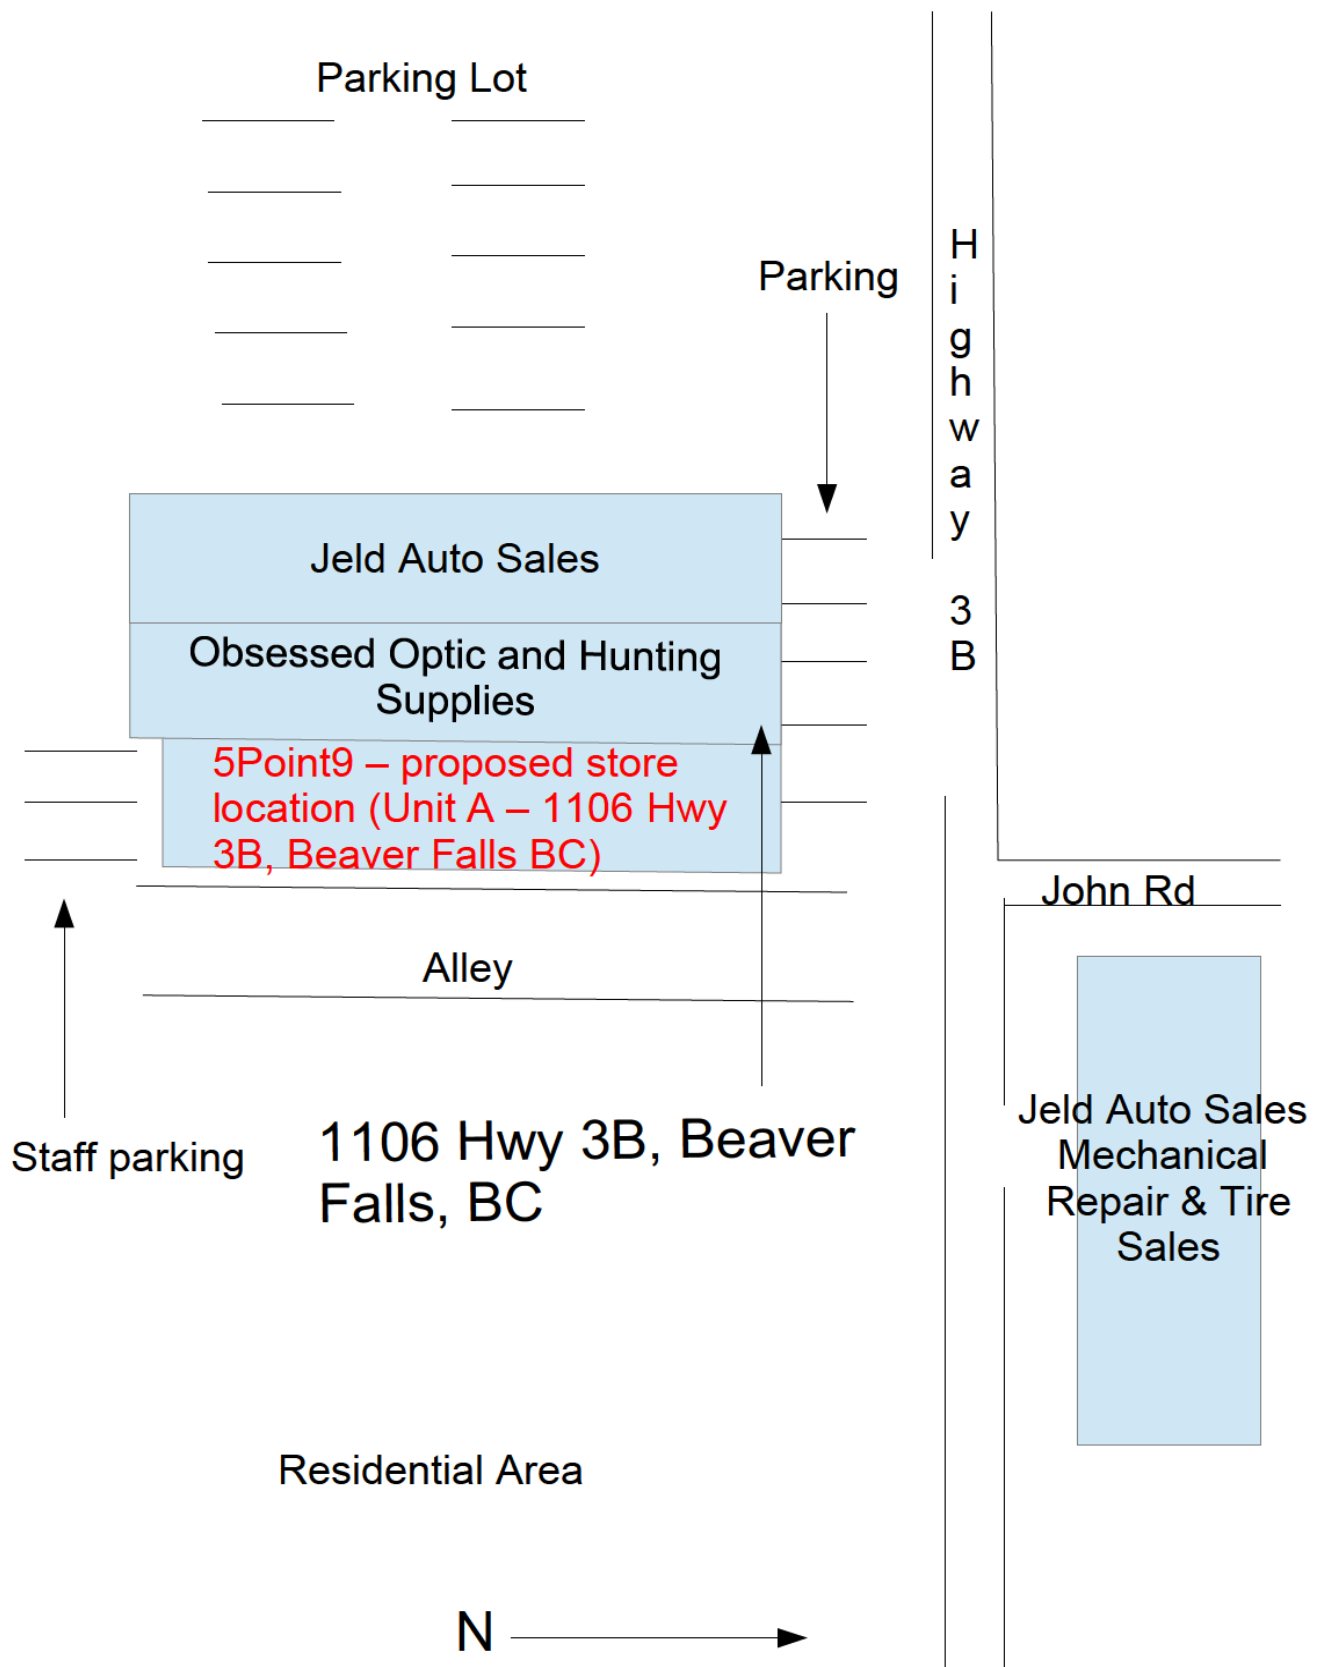 Parking Lot
Parking
Highway
3B
Jeld Auto Sales
Obsessed Optic and Hunting
Supplies
5Point9 – proposed store
location (Unit A – 1106 Hwy
3B, Beaver Falls BC)
John Rd
Alley
Jeld Auto Sales
Mechanical
Repair & Tire
Sales
Staff parking
1106 Hwy 3B, Beaver
Falls, BC
Residential Area
N